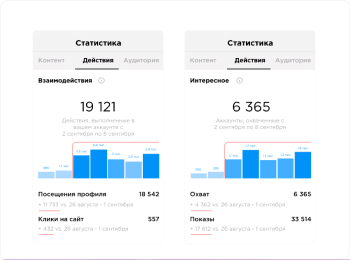 Статистика
Контент Действия Аудитория
Взаимодействия
19 121
Действия, выполненные в
вашем аккаунте с
2 сентября по 8 сентября
Посещения профиля 18 542
+ 11 733 vs. 26 августа - 1 сентября
Клики на сайт 557
+ 432 vs. 26 августа - 1 сентября
Статистика
Контент Действия Аудитория
Интересное
6 365
Аккаунты, охваченные с
2 сентября по 8 сентября
Охват 6 365
+ 4 382 vs. 26 августа - 1 сентября
Показы 33 514
+ 17 612 vs. 26 августа - 1 сентября